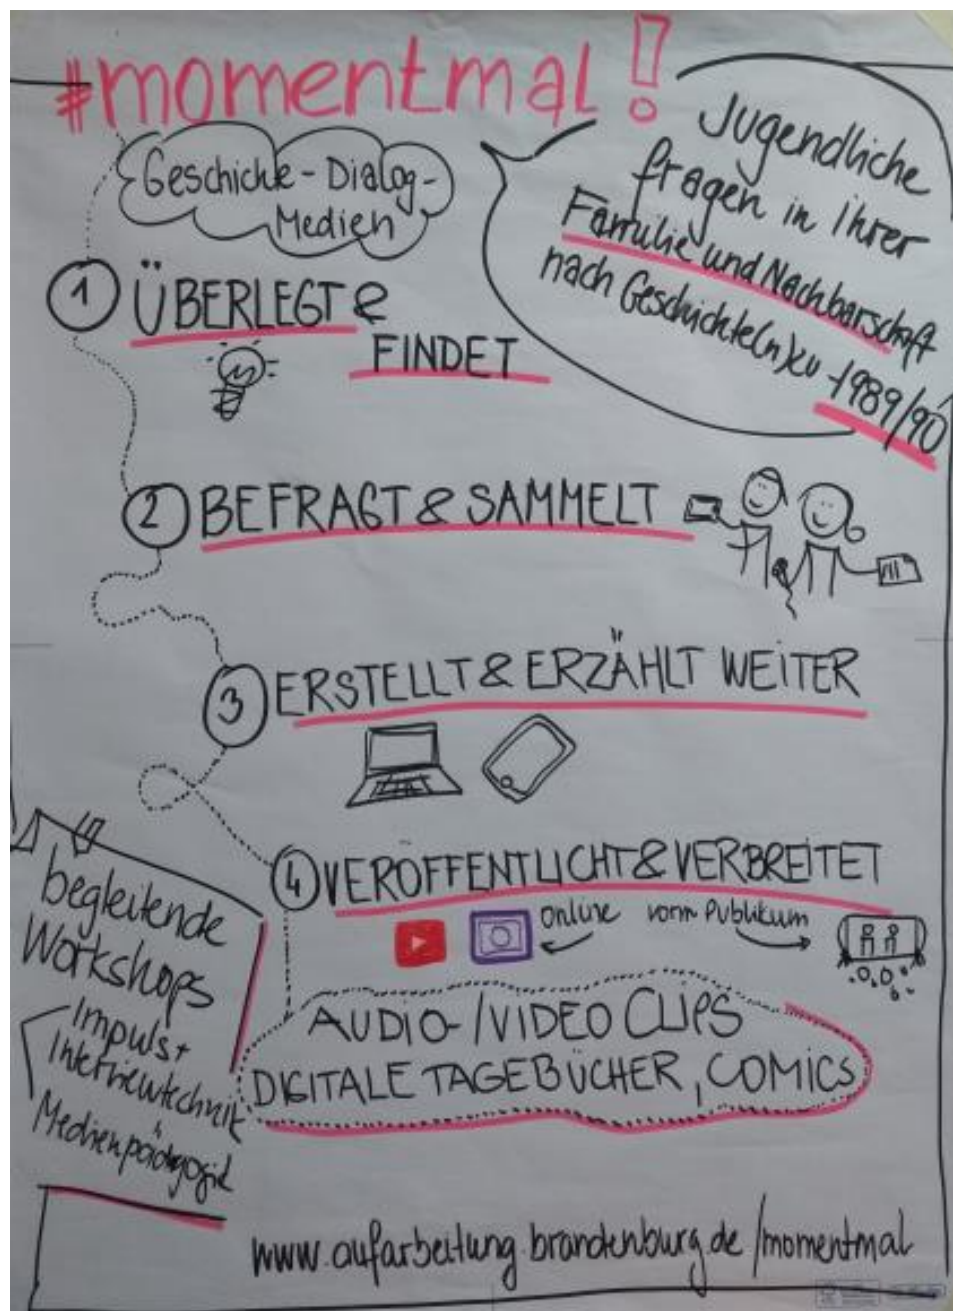 #momentmal!
Geschichte-Dialog-
Medien
Jugendliche
fragen in ihrer
Familie und Nachbarschaft
nach Geschichte(n) zu
1989/90
1 ÜBERLEGT &
FINDET
2 BEFRAGT & SAMMELT
3 ERSTELLT & ERZÄHLT WEITER
4 VERÖFFENTLICHT & VERBREITET
online vorm Publikum
begleitende
Workshops
Impuls +
Interviewtechnik
Medienpädagogik
AUDIO-/VIDEO CLIPS
DIGITALE TAGEBÜCHER, COMICS
www.aufarbeitung.brandenburg.de/momentmal